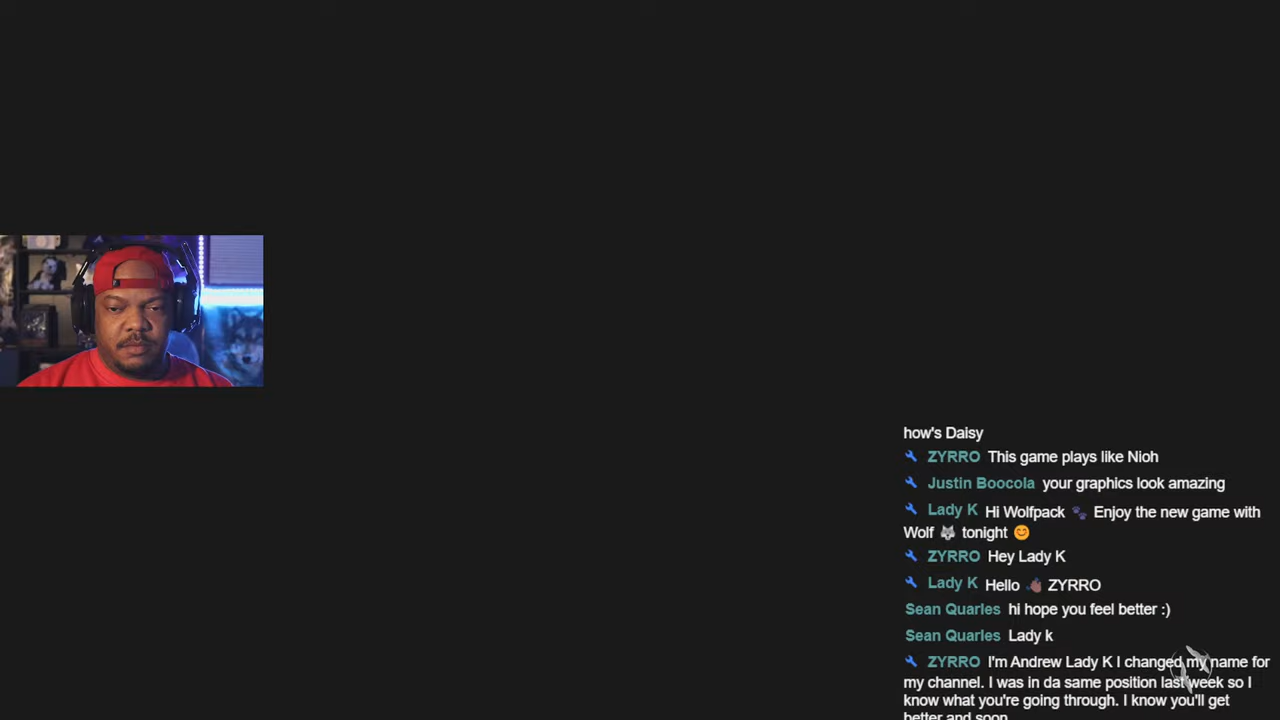 how's Daisy
ZYRRO This game plays like Nioh
Justin Boocola your graphics look amazing
Lady K Hi Wolfpack 🐾 Enjoy the new game with
Wolf 🐺 tonight 😊
ZYRRO Hey Lady K
Lady K Hello 👋🏾 ZYRRO
Sean Quarles hi hope you feel better :)
Sean Quarles Lady k
ZYRRO I'm Andrew Lady K I changed my name for
my channel. I was in da same position last week so I
know what you're going through. I know you'll get
better and soon